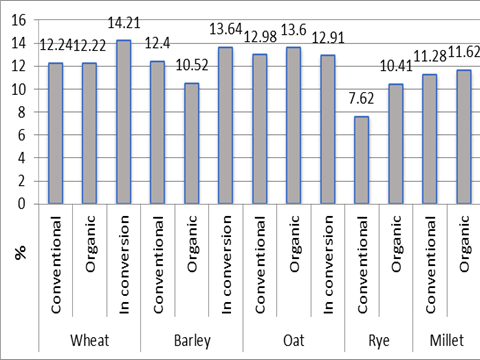 16
14
12
10
8
6
4
2
0
%
12.24
12.22
14.21
12.4
10.52
13.64
12.98
13.6
12.91
7.62
10.41
11.28
11.62
Conventional
Organic
In conversion
Conventional
Organic
In conversion
Conventional
Organic
In conversion
Conventional
Organic
Conventional
Organic
Wheat
Barley
Oat
Rye
Millet